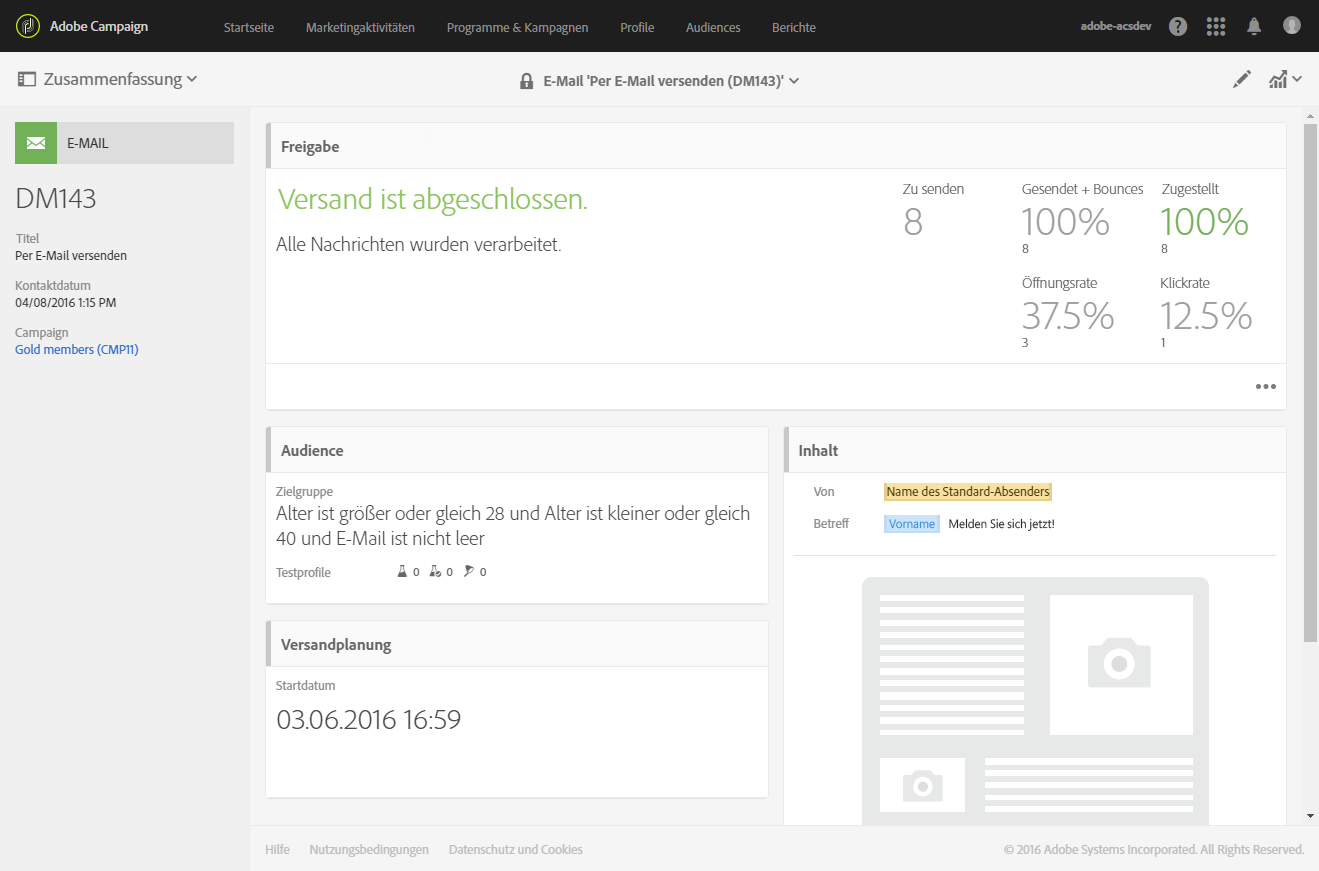 Adobe Campaign
Startseite
Marketingaktivitäten
Programme & Kampagnen
Profile
Audiences
Berichte
adobe-acsdev
?
Zusammenfassung
E-Mail 'Per E-Mail versenden (DM143)'
E-MAIL
DM143
Titel
Per E-Mail versenden
Kontaktdatum
04/08/2016 1:15 PM
Campaign
Gold members (CMP11)
Freigabe
Versand ist abgeschlossen.
Alle Nachrichten wurden verarbeitet.
Zu senden
8
Gesendet + Bounces
100%
8
Zugestellt
100%
8
Öffnungsrate
37.5%
3
Klickrate
12.5%
1
Audience
Zielgruppe
Alter ist größer oder gleich 28 und Alter ist kleiner oder gleich
40 und E-Mail ist nicht leer
Testprofile 0 0 0
Versandplanung
Startdatum
03.06.2016 16:59
Inhalt
Von Name des Standard-Absenders
Betreff Vorname Melden Sie sich jetzt!
Hilfe
Nutzungsbedingungen
Datenschutz und Cookies
© 2016 Adobe Systems Incorporated. All Rights Reserved.